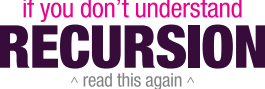 if you don't understand
RECURSION
^ read this again ^